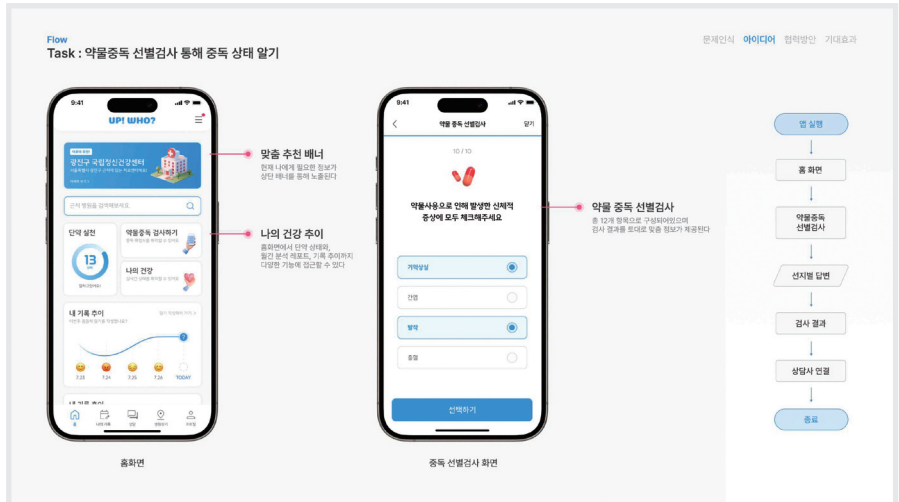 Flow
Task : 약물중독 선별검사 통해 중독 상태 알기
문제인식 아이디어 협력방안 기대효과
9:41
UP! WHO?
광진구 국립정신건강센터
근처 병원을 검색해보세요
단약 실천
13
약물중독 검사하기
나의 건강
내 기록 추이
7.23 7.24 7.25 7.26 TODAY
홈
상담
홈화면
맞춤 추천 배너
현재 나에게 필요한 정보가
상단 배너를 통해 노출된다
나의 건강 추이
홈화면에서 단약 상태와,
월간 분석 레포트, 기록 추이까지
다양한 기능에 접근할 수 있다
9:41
약물 중독 선별검사
닫기
10 / 10
약물사용으로 인해 발생한 신체적
증상에 모두 체크해주세요
기억상실
간염
발작
출혈
선택하기
중독 선별검사 화면
약물 중독 선별검사
총 12개 항목으로 구성되어있으며
검사 결과를 토대로 맞춤 정보가 제공된다
앱 실행
홈 화면
약물중독
선별검사
선지별 답변
검사 결과
상담사 연결
종료